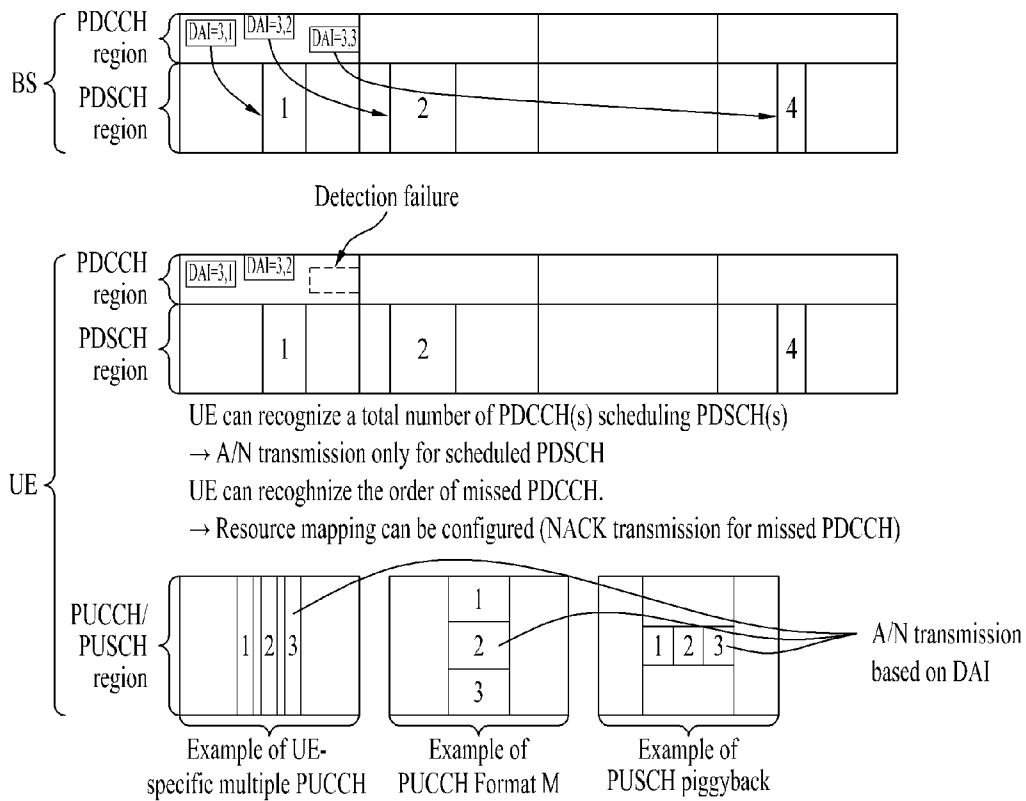 PDCCH
region
DAI=3,1
DAI=3,2
DAI=3,3
BS
PDSCH
region
1
2
4
Detection failure
PDCCH
region
DAI=3,1
DAI=3,2
PDSCH
region
1
2
4
UE can recognize a total number of PDCCH(s) scheduling PDSCH(s)
→ A/N transmission only for scheduled PDSCH
UE
UE can recoghnize the order of missed PDCCH.
→ Resource mapping can be configured (NACK transmission for missed PDCCH)
PUCCH/
PUSCH
region
1 2 3
1
2
3
1 2 3
A/N transmission
based on DAI
Example of UE-
specific multiple PUCCH
Example of
PUCCH Format M
Example of
PUSCH piggyback